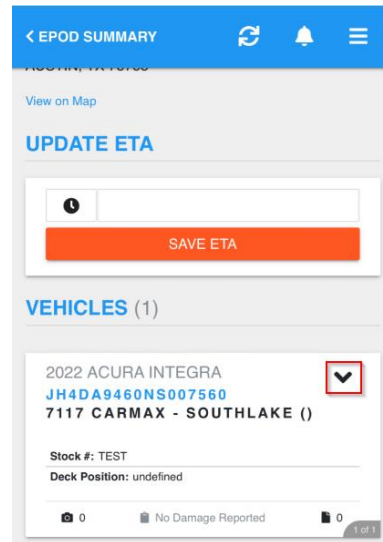 < EPOD SUMMARY
View on Map
UPDATE ETA
SAVE ETA
VEHICLES (1)
2022 ACURA INTEGRA
JH4DA9460NS007560
7117 CARMAX - SOUTHLAKE ()
Stock #: TEST
Deck Position: undefined
0 No Damage Reported 0
1 of 1